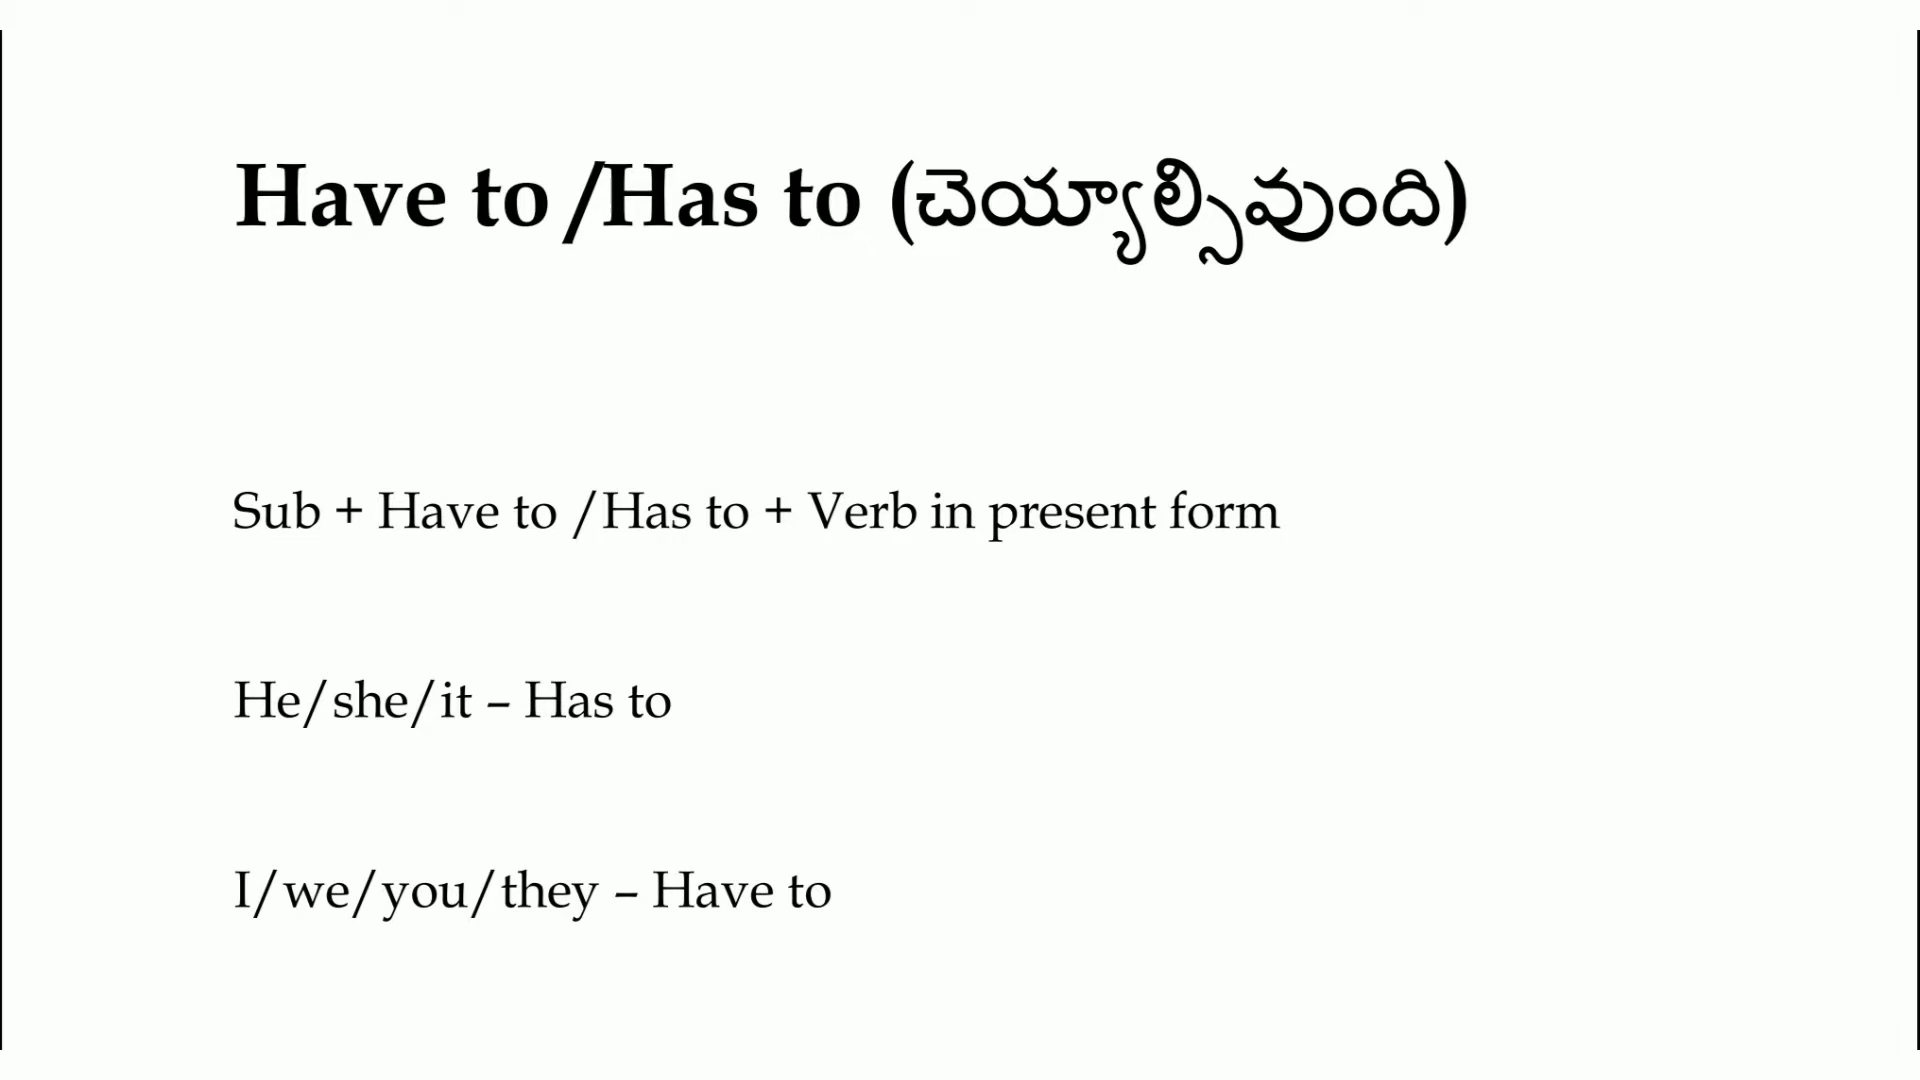 Have to /Has to (చెయ్యాల్సివుంది)
Sub + Have to /Has to + Verb in present form
He/she/it – Has to
I/we/you/they – Have to